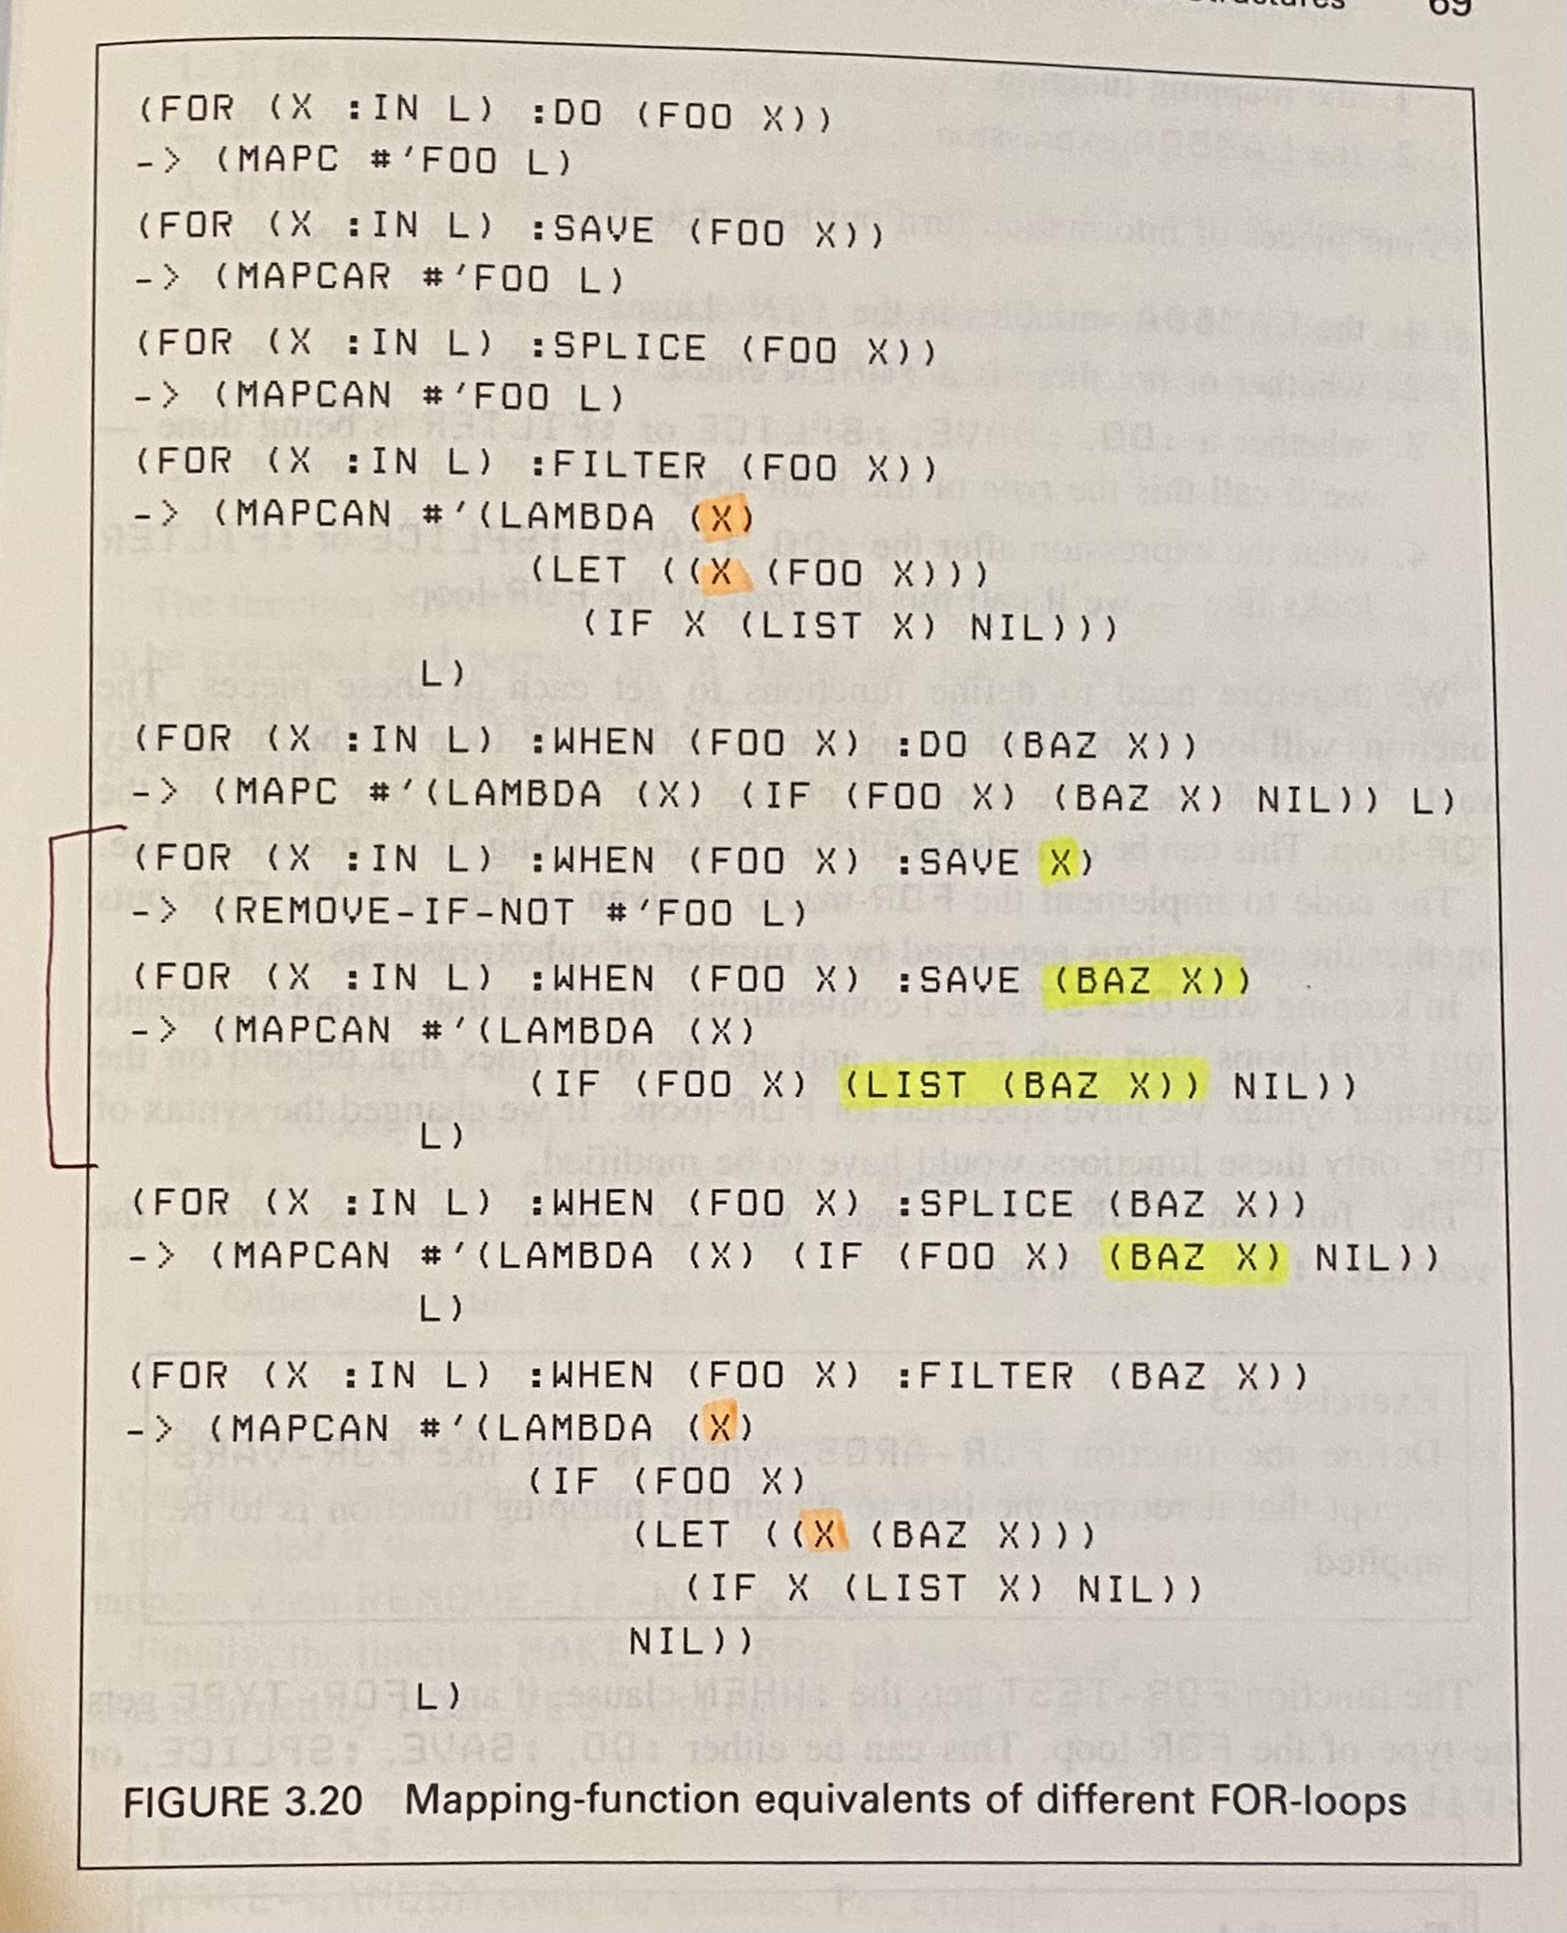 69
(FOR (X :IN L) :DO (FOO X))
-> (MAPC #'FOO L)
(FOR (X :IN L) :SAVE (FOO X))
-> (MAPCAR #'FOO L)
(FOR (X :IN L) :SPLICE (FOO X))
-> (MAPCAN #'FOO L)
(FOR (X :IN L) :FILTER (FOO X))
-> (MAPCAN #'(LAMBDA (X)
(LET ((X (FOO X)))
(IF X (LIST X) NIL)))
L)
(FOR (X :IN L) :WHEN (FOO X) :DO (BAZ X))
-> (MAPC #'(LAMBDA (X) (IF (FOO X) (BAZ X) NIL)) L)
(FOR (X :IN L) :WHEN (FOO X) :SAVE X)
-> (REMOVE-IF-NOT #'FOO L)
(FOR (X :IN L) :WHEN (FOO X) :SAVE (BAZ X))
-> (MAPCAN #'(LAMBDA (X)
(IF (FOO X) (LIST (BAZ X)) NIL))
L)
(FOR (X :IN L) :WHEN (FOO X) :SPLICE (BAZ X))
-> (MAPCAN #'(LAMBDA (X) (IF (FOO X) (BAZ X) NIL))
L)
(FOR (X :IN L) :WHEN (FOO X) :FILTER (BAZ X))
-> (MAPCAN #'(LAMBDA (X)
(IF (FOO X)
(LET ((X (BAZ X)))
(IF X (LIST X) NIL))
NIL))
L)
FIGURE 3.20 Mapping-function equivalents of different FOR-loops